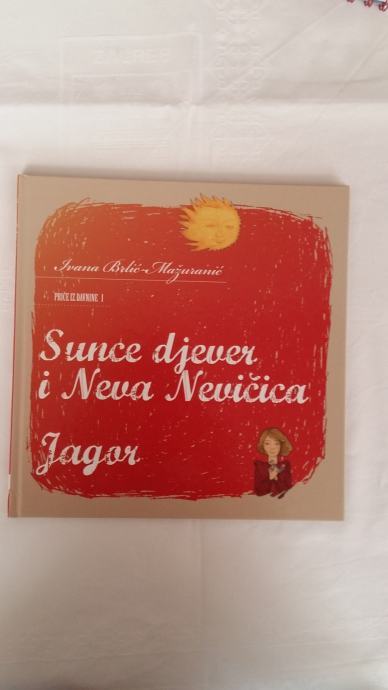 Ivana Brlić-Mažuranić
PRIČE IZ DAVNINE 1
Sunce djever
i Neva Nevičica
Jagor